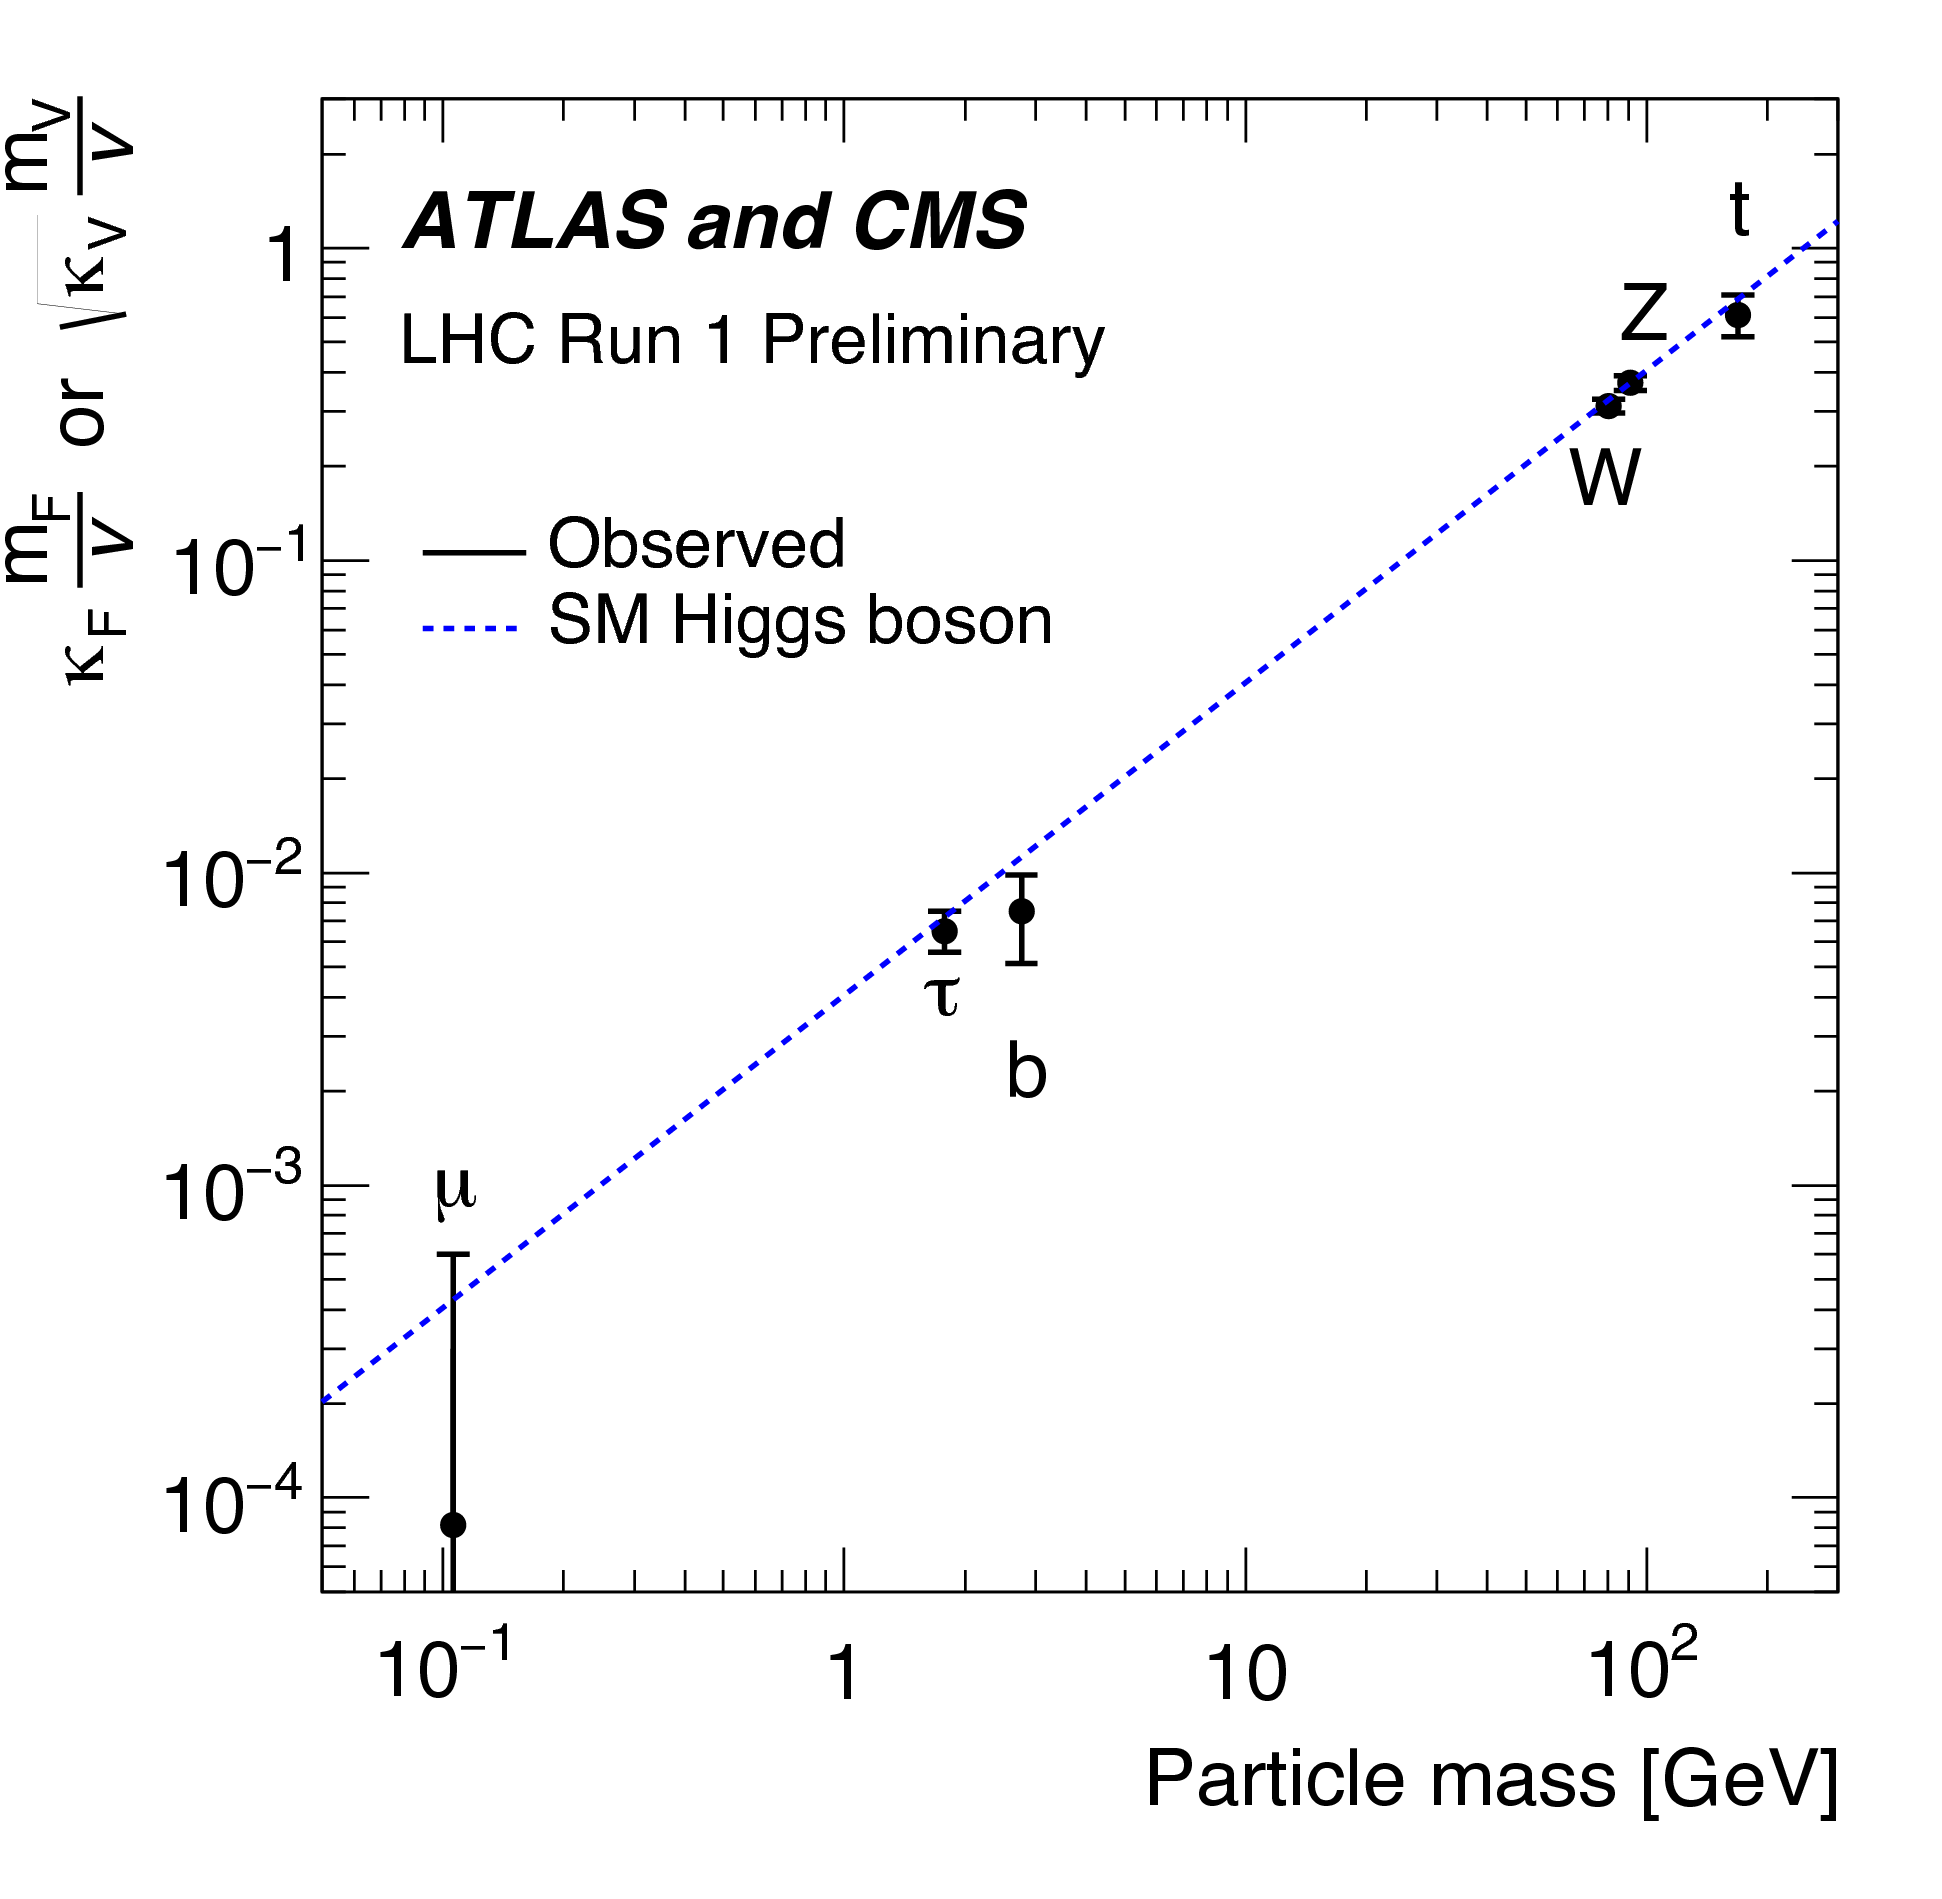 κ_F m_F/v or √κ_V m_V/v
ATLAS and CMS
LHC Run 1 Preliminary
Observed
SM Higgs boson
t
Z
W
τ
b
μ
1
10⁻¹
10⁻²
10⁻³
10⁻⁴
10⁻¹ 1 10 10²
Particle mass [GeV]